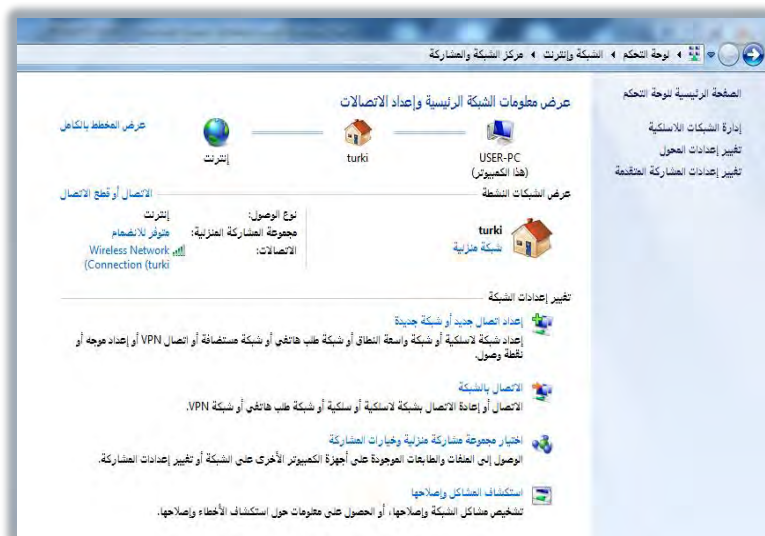 لوحة التحكم ‹ الشبكة وإنترنت ‹ مركز الشبكة والمشاركة
الصفحة الرئيسية للوحة التحكم
إدارة الشبكات اللاسلكية
تغيير إعدادات المحول
تغيير إعدادات المشاركة المتقدمة
عرض معلومات الشبكة الرئيسية وإعداد الاتصالات
عرض المخطط بالكامل
USER-PC
(هذا الكمبيوتر)
turki
إنترنت
عرض الشبكات النشطة
الاتصال أو قطع الاتصال
turki
شبكة منزلية
نوع الوصول: إنترنت
مجموعة المشاركة المنزلية: متوفر للانضمام
الاتصالات: Wireless Network
Connection (turki)
تغيير إعدادات الشبكة
إعداد اتصال جديد أو شبكة جديدة
إعداد شبكة لاسلكية أو شبكة واسعة النطاق أو شبكة طلب هاتفي أو شبكة مستضافة أو اتصال VPN أو إعداد موجه أو
نقطة وصول.
الاتصال بالشبكة
الاتصال أو إعادة الاتصال بشبكة لاسلكية أو سلكية أو شبكة طلب هاتفي أو شبكة VPN.
اختيار مجموعة مشاركة منزلية وخيارات المشاركة
الوصول إلى الملفات والطابعات الموجودة على أجهزة الكمبيوتر الأخرى على الشبكة أو تغيير إعدادات المشاركة.
استكشاف المشاكل وإصلاحها
تشخيص مشاكل الشبكة وإصلاحها، أو الحصول على معلومات حول استكشاف الأخطاء وإصلاحها.